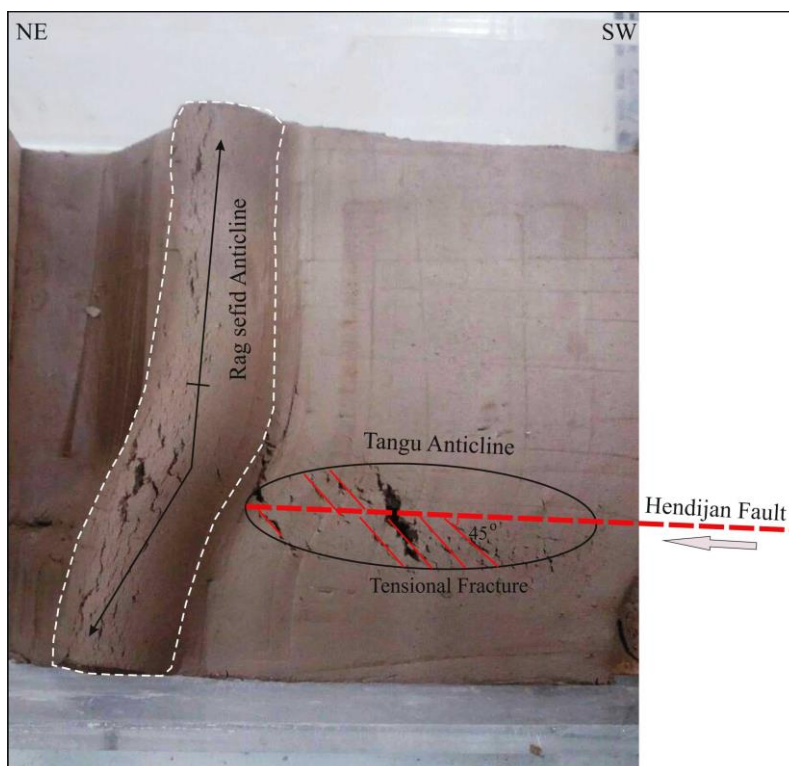 NE
SW
Rag sefid Anticline
Tangu Anticline
Hendijan Fault
45°
Tensional Fracture